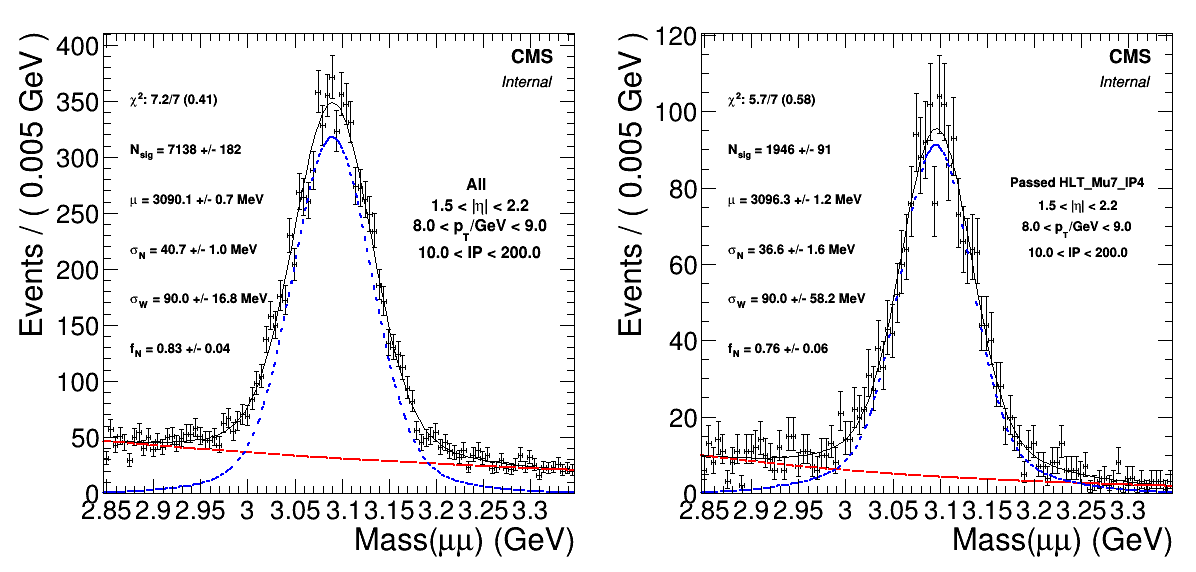 Events / ( 0.005 GeV )
400
350
300
250
200
150
100
50
0
CMS
Internal
χ²: 7.2/7 (0.41)
N_sig = 7138 +/- 182
μ = 3090.1 +/- 0.7 MeV
σ_N = 40.7 +/- 1.0 MeV
σ_W = 90.0 +/- 16.8 MeV
f_N = 0.83 +/- 0.04
All
1.5 < |η| < 2.2
8.0 < p_T/GeV < 9.0
10.0 < IP < 200.0
2.85 2.9 2.95 3 3.05 3.1 3.15 3.2 3.25 3.3
Mass(μμ) (GeV)
Events / ( 0.005 GeV )
120
100
80
60
40
20
0
CMS
Internal
χ²: 5.7/7 (0.58)
N_sig = 1946 +/- 91
μ = 3096.3 +/- 1.2 MeV
σ_N = 36.6 +/- 1.6 MeV
σ_W = 90.0 +/- 58.2 MeV
f_N = 0.76 +/- 0.06
Passed HLT_Mu7_IP4
1.5 < |η| < 2.2
8.0 < p_T/GeV < 9.0
10.0 < IP < 200.0
2.85 2.9 2.95 3 3.05 3.1 3.15 3.2 3.25 3.3
Mass(μμ) (GeV)